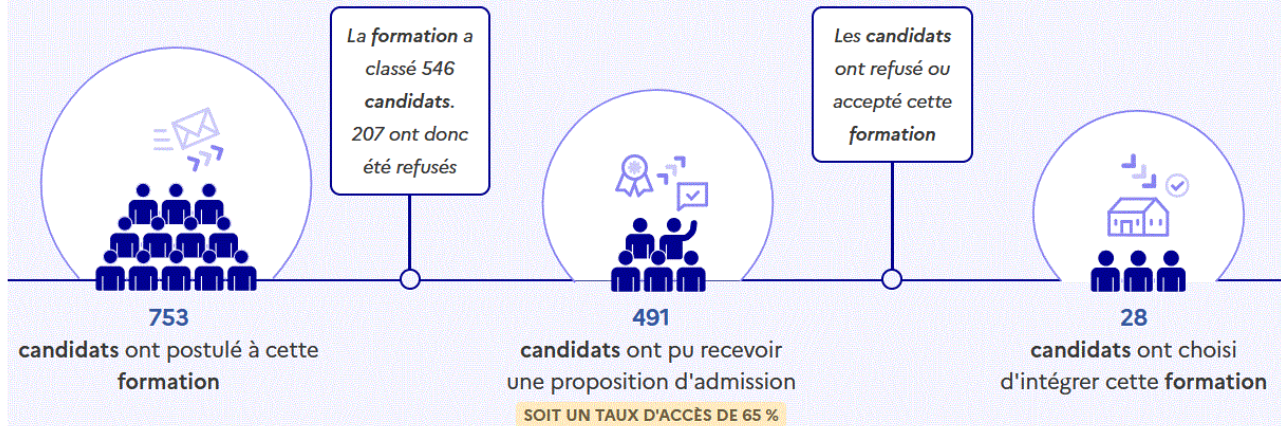 La formation a
classé 546
candidats.
207 ont donc
été refusés
Les candidats
ont refusé ou
accepté cette
formation
753
candidats ont postulé à cette
formation
491
candidats ont pu recevoir
une proposition d'admission
SOIT UN TAUX D'ACCÈS DE 65 %
28
candidats ont choisi
d'intégrer cette formation